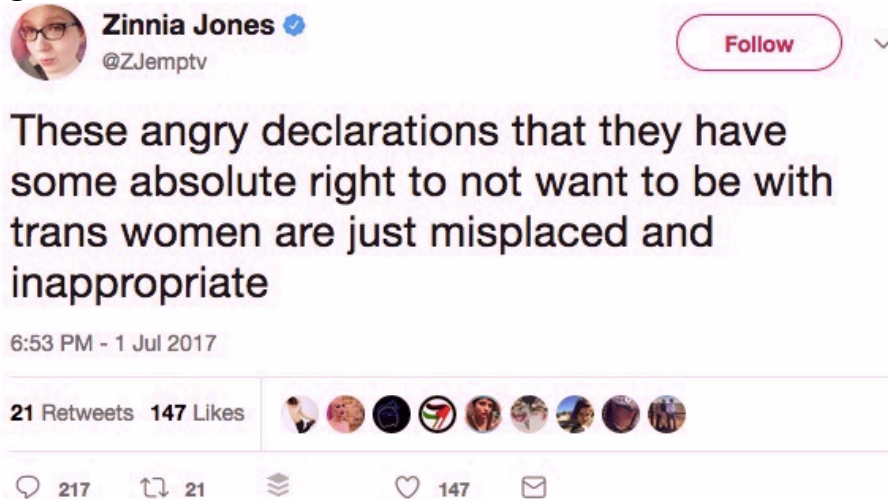 Zinnia Jones
@ZJemptv
Follow
These angry declarations that they have
some absolute right to not want to be with
trans women are just misplaced and
inappropriate
6:53 PM - 1 Jul 2017
21 Retweets 147 Likes
217 21 147